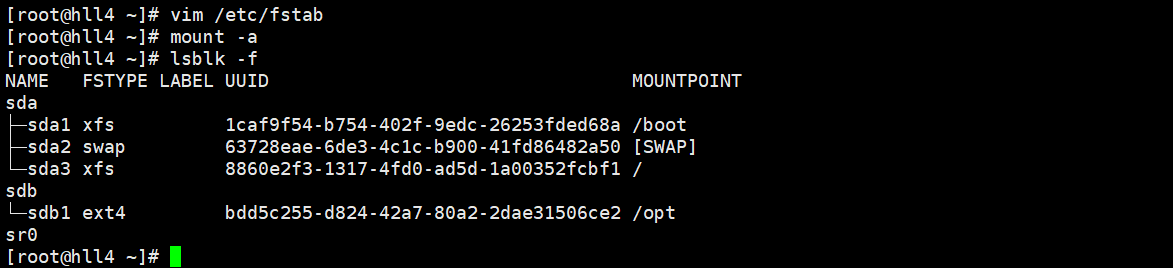 [root@hll4 ~]# vim /etc/fstab
[root@hll4 ~]# mount -a
[root@hll4 ~]# lsblk -f
NAME   FSTYPE LABEL UUID                                 MOUNTPOINT
sda
├─sda1 xfs          1caf9f54-b754-402f-9edc-26253fded68a /boot
├─sda2 swap         63728eae-6de3-4c1c-b900-41fd86482a50 [SWAP]
└─sda3 xfs          8860e2f3-1317-4fd0-ad5d-1a00352fcbf1 /
sdb
└─sdb1 ext4         bdd5c255-d824-42a7-80a2-2dae31506ce2 /opt
sr0
[root@hll4 ~]#